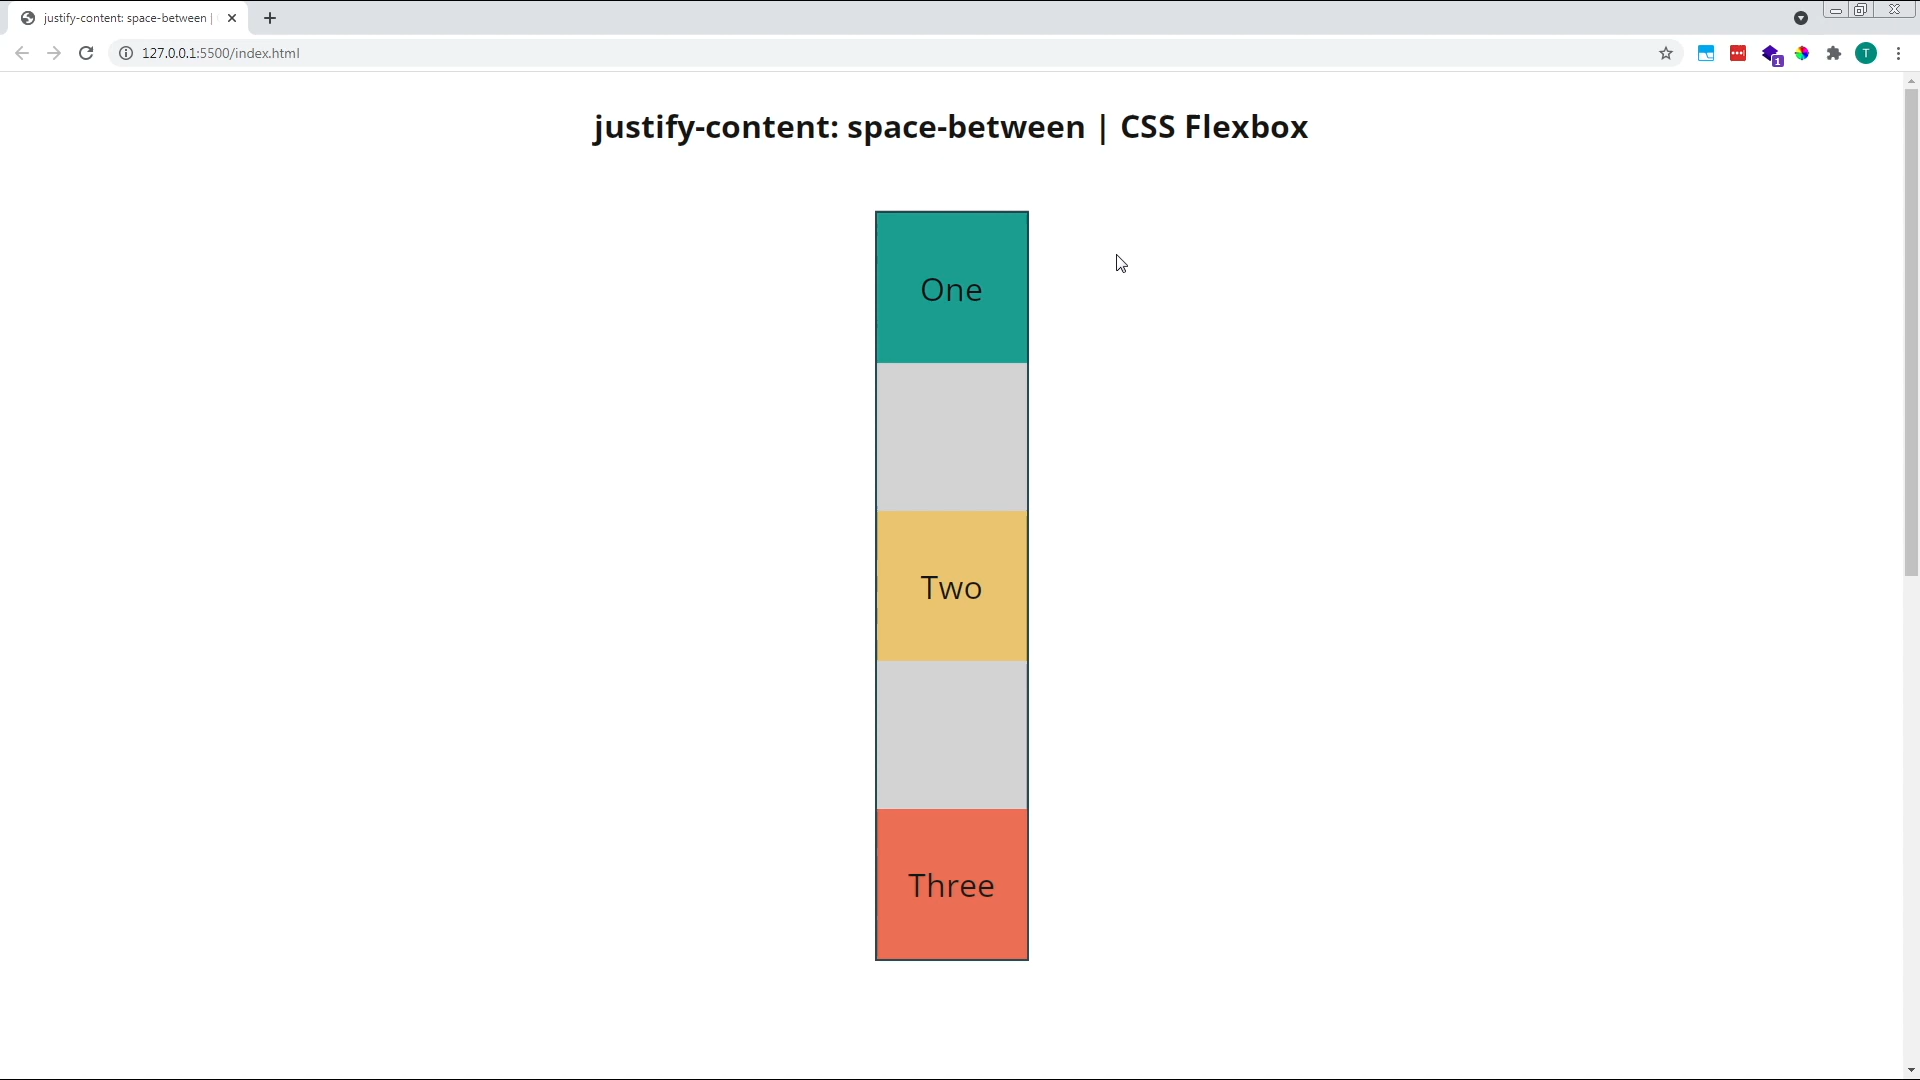 justify-content: space-between |
127.0.0.1:5500/index.html
1
T
justify-content: space-between | CSS Flexbox
One
Two
Three